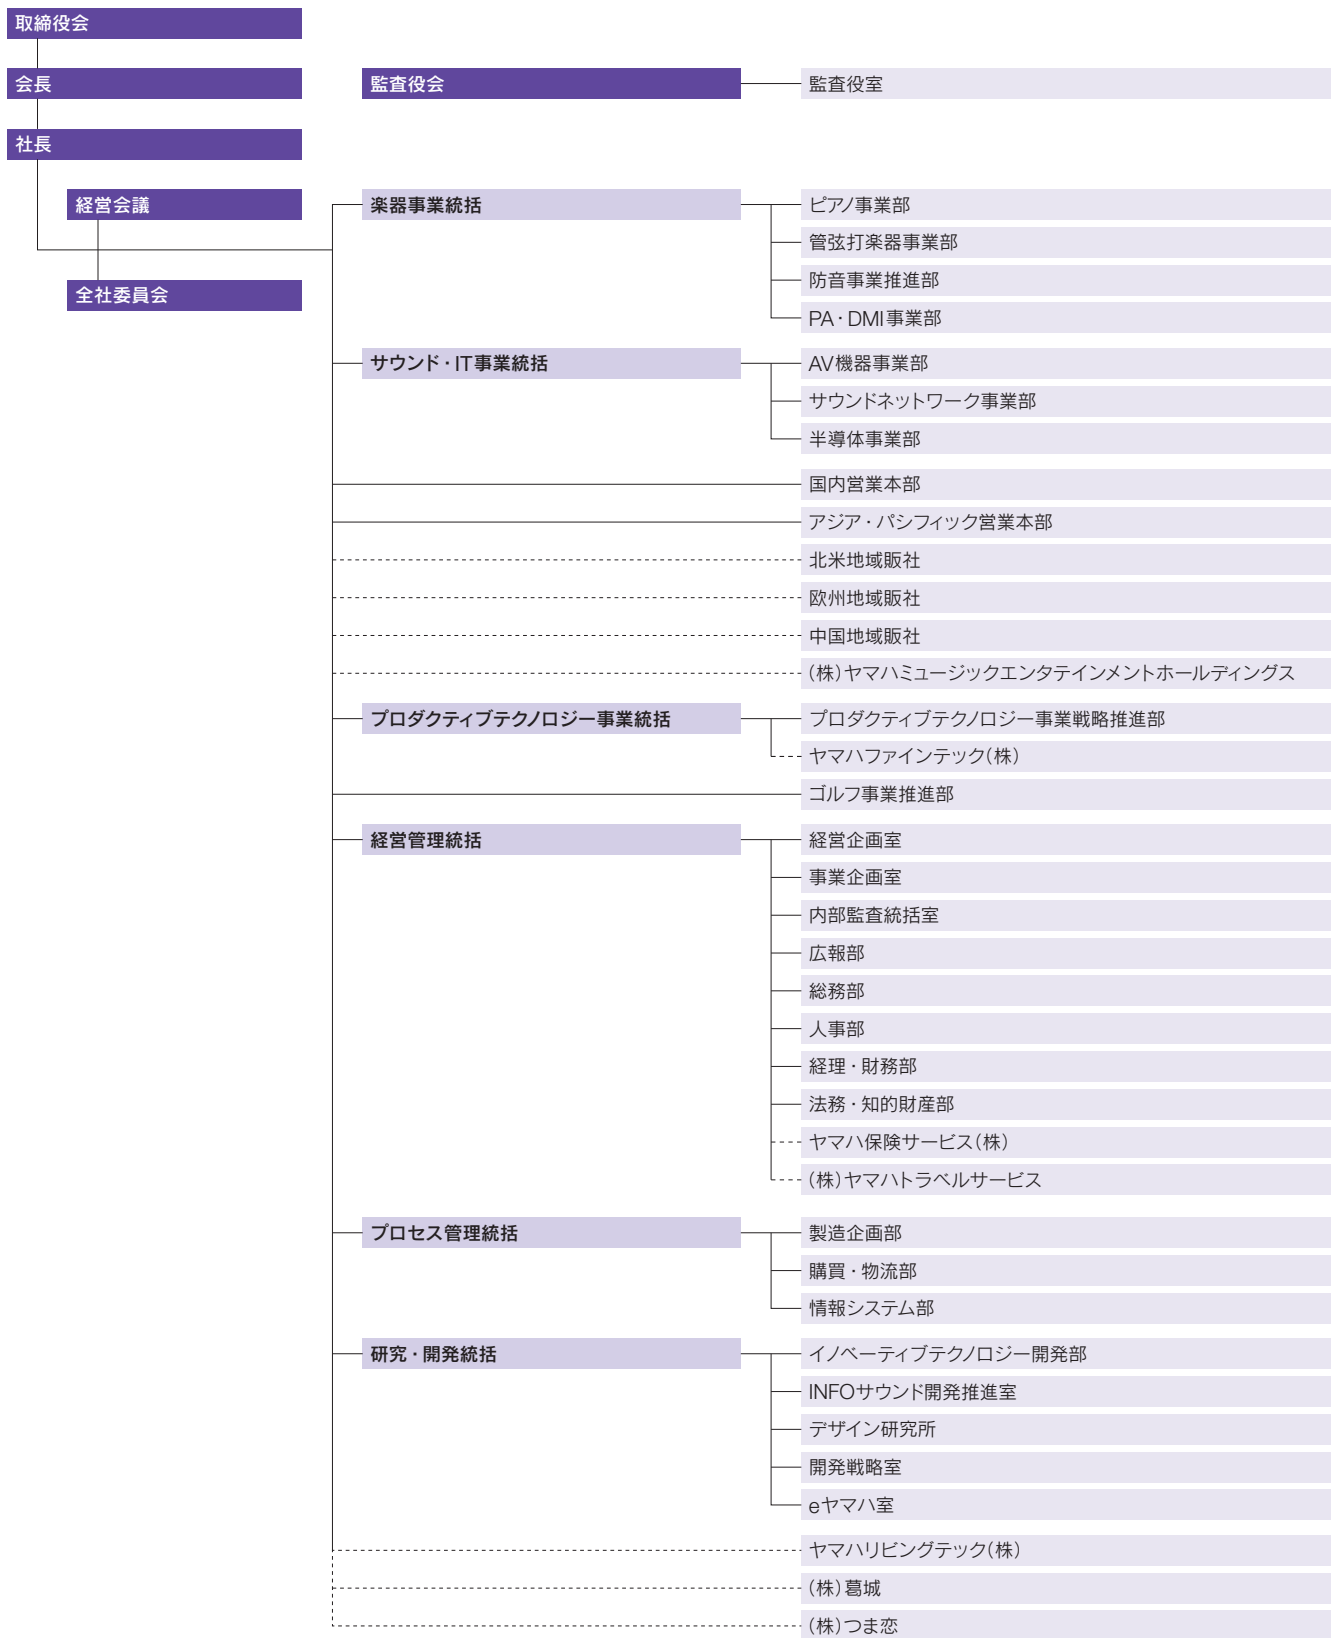 取締役会
会長
監査役会
監査役室
社長
経営会議
全社委員会
楽器事業統括
ピアノ事業部
管弦打楽器事業部
防音事業推進部
PA・DMI事業部
サウンド・IT事業統括
AV機器事業部
サウンドネットワーク事業部
半導体事業部
国内営業本部
アジア・パシフィック営業本部
北米地域販社
欧州地域販社
中国地域販社
(株)ヤマハミュージックエンタテインメントホールディングス
プロダクティブテクノロジー事業統括
プロダクティブテクノロジー事業戦略推進部
ヤマハファインテック(株)
ゴルフ事業推進部
経営管理統括
経営企画室
事業企画室
内部監査統括室
広報部
総務部
人事部
経理・財務部
法務・知的財産部
ヤマハ保険サービス(株)
(株)ヤマハトラベルサービス
プロセス管理統括
製造企画部
購買・物流部
情報システム部
研究・開発統括
イノベーティブテクノロジー開発部
INFOサウンド開発推進室
デザイン研究所
開発戦略室
eヤマハ室
ヤマハリビングテック(株)
(株)葛城
(株)つま恋